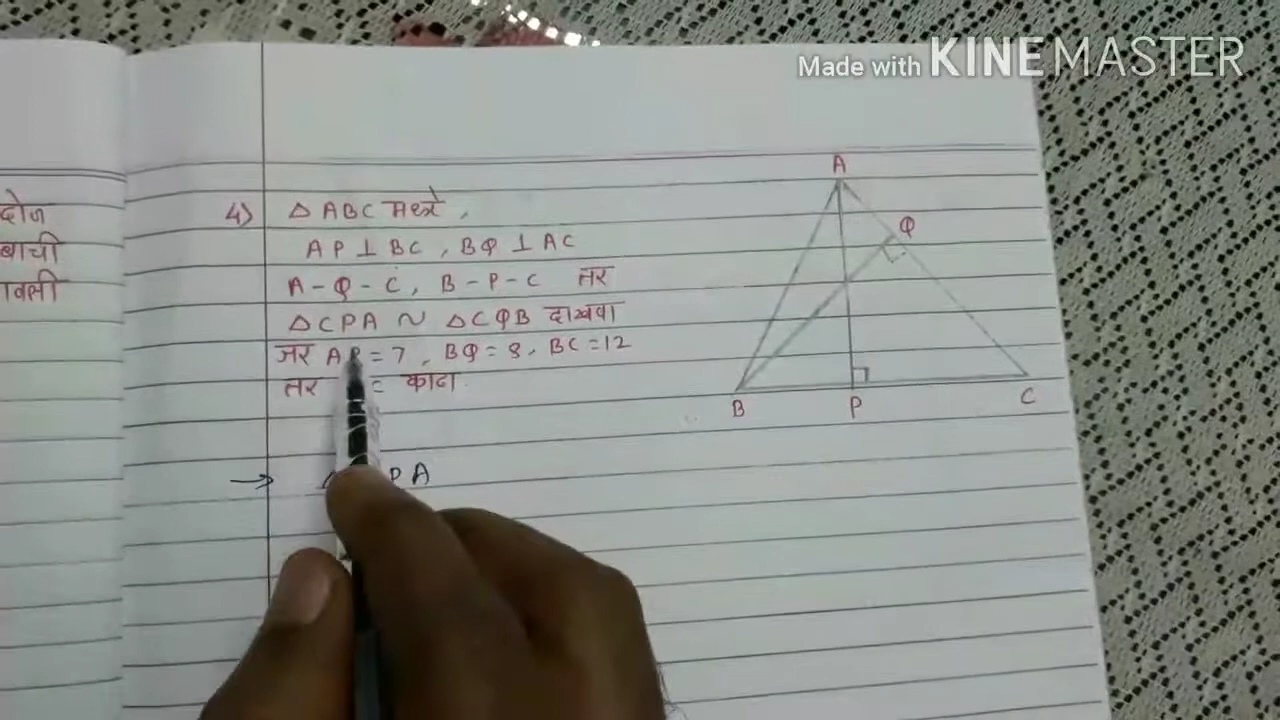 Made with KINEMASTER
दोन
बाची
4) △ ABC मध्ये,
AP ⊥ BC, BQ ⊥ AC
A - Q - C, B - P - C तर
△CPA ~ △CQB दाखवा
जर AP = 7, BQ = 8, BC = 12
तर = काढा.
→ PA
A
Q
B
P
C